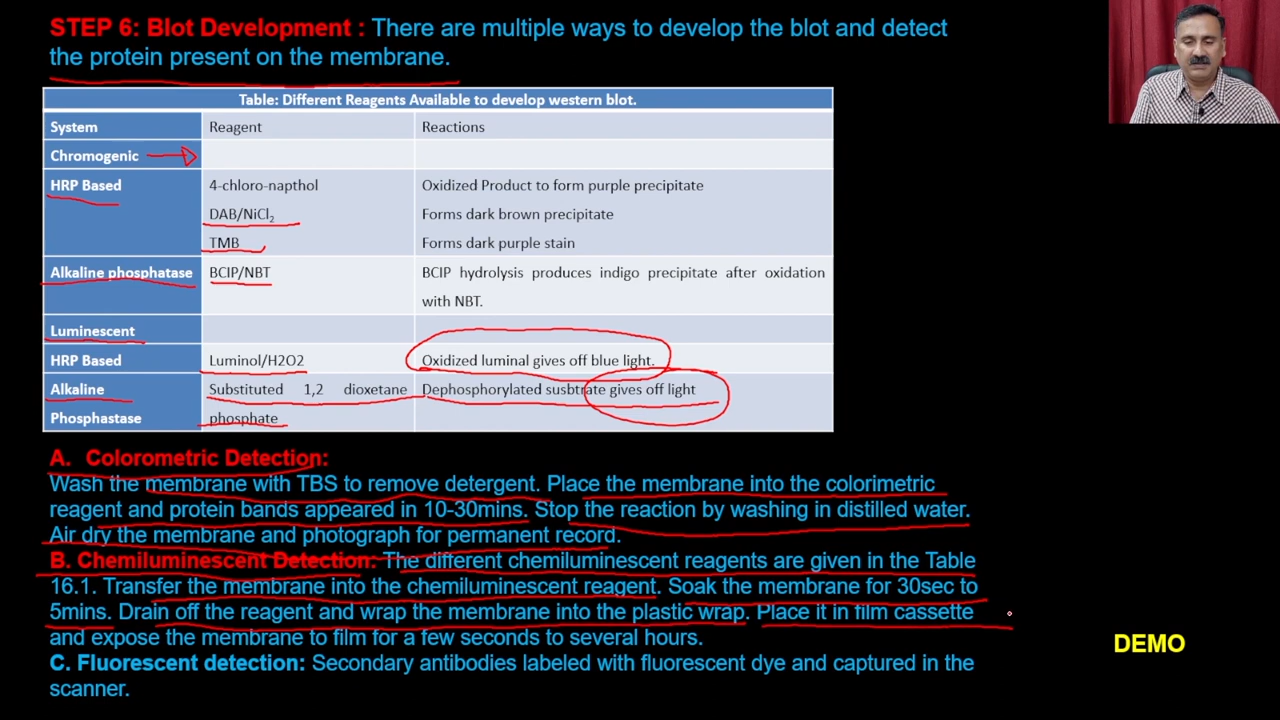 STEP 6: Blot Development : There are multiple ways to develop the blot and detect
the protein present on the membrane.
Table: Different Reagents Available to develop western blot.
System Reagent Reactions
Chromogenic
HRP Based 4-chloro-napthol Oxidized Product to form purple precipitate
DAB/NiCl2 Forms dark brown precipitate
TMB Forms dark purple stain
Alkaline phosphatase BCIP/NBT BCIP hydrolysis produces indigo precipitate after oxidation
with NBT.
Luminescent
HRP Based Luminol/H2O2 Oxidized luminal gives off blue light.
Alkaline Substituted 1,2 dioxetane Dephosphorylated susbtrate gives off light
Phosphastase phosphate
A. Colorometric Detection:
Wash the membrane with TBS to remove detergent. Place the membrane into the colorimetric
reagent and protein bands appeared in 10-30mins. Stop the reaction by washing in distilled water.
Air dry the membrane and photograph for permanent record.
B. Chemiluminescent Detection: The different chemiluminescent reagents are given in the Table
16.1. Transfer the membrane into the chemiluminescent reagent. Soak the membrane for 30sec to
5mins. Drain off the reagent and wrap the membrane into the plastic wrap. Place it in film cassette
and expose the membrane to film for a few seconds to several hours.
DEMO
C. Fluorescent detection: Secondary antibodies labeled with fluorescent dye and captured in the
scanner.